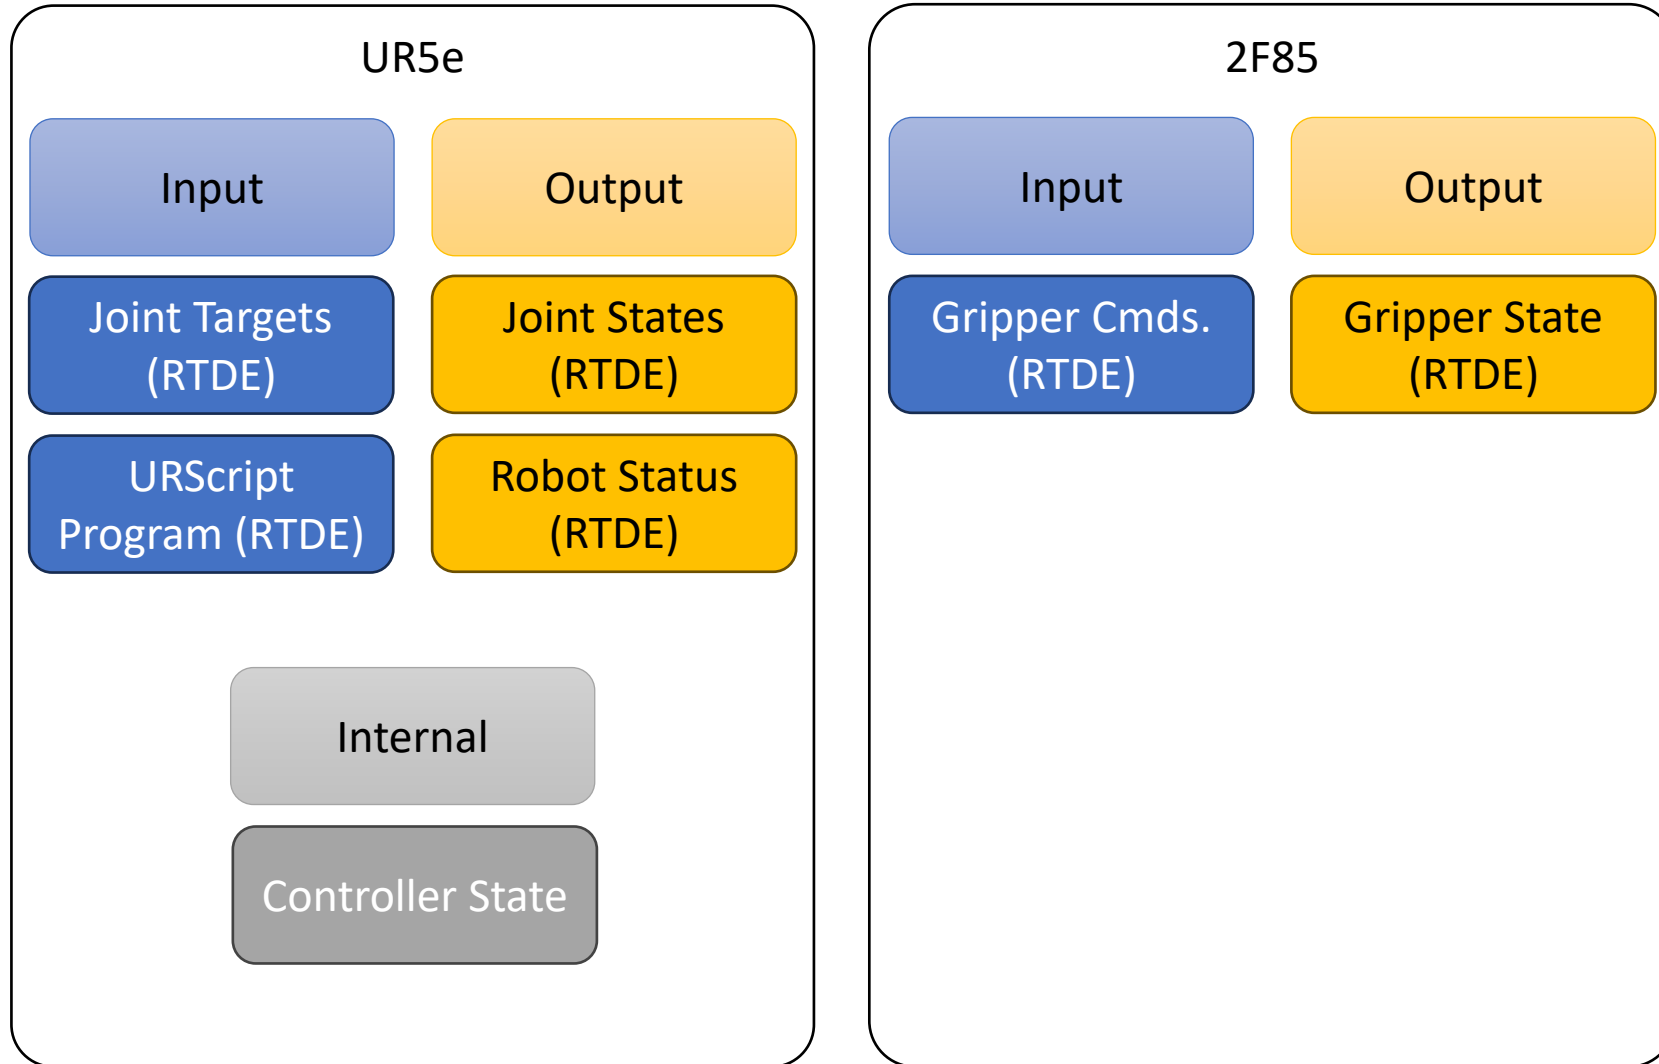 UR5e
Input
Output
Joint Targets
(RTDE)
Joint States
(RTDE)
URScript
Program (RTDE)
Robot Status
(RTDE)
Internal
Controller State
2F85
Input
Output
Gripper Cmds.
(RTDE)
Gripper State
(RTDE)